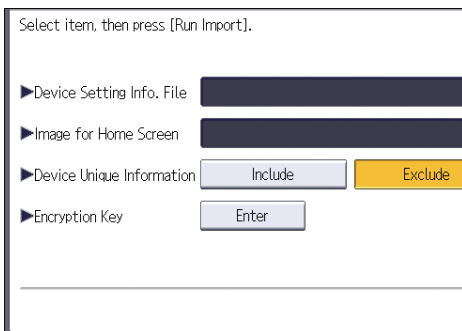 Select item, then press [Run Import].
►Device Setting Info. File
►Image for Home Screen
►Device Unique Information Include Exclude
►Encryption Key Enter